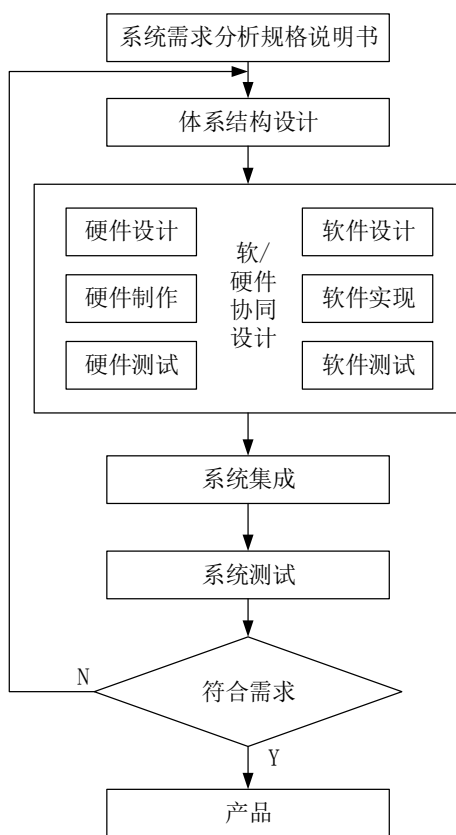 系统需求分析规格说明书
体系结构设计
硬件设计
硬件制作
硬件测试
软/
硬件
协同
设计
软件设计
软件实现
软件测试
系统集成
系统测试
符合需求
N
Y
产品